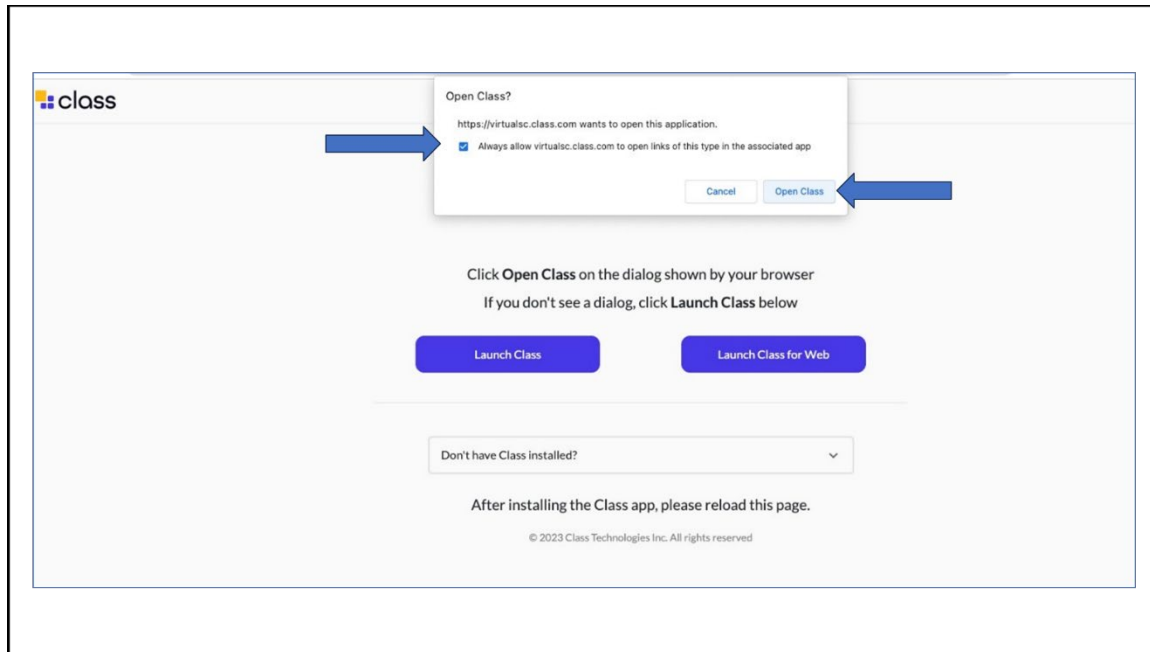 class
Open Class?
https://virtualsc.class.com wants to open this application.
Always allow virtualsc.class.com to open links of this type in the associated app
Cancel Open Class
Click Open Class on the dialog shown by your browser
If you don't see a dialog, click Launch Class below
Launch Class Launch Class for Web
Don't have Class installed?
After installing the Class app, please reload this page.
© 2023 Class Technologies Inc. All rights reserved